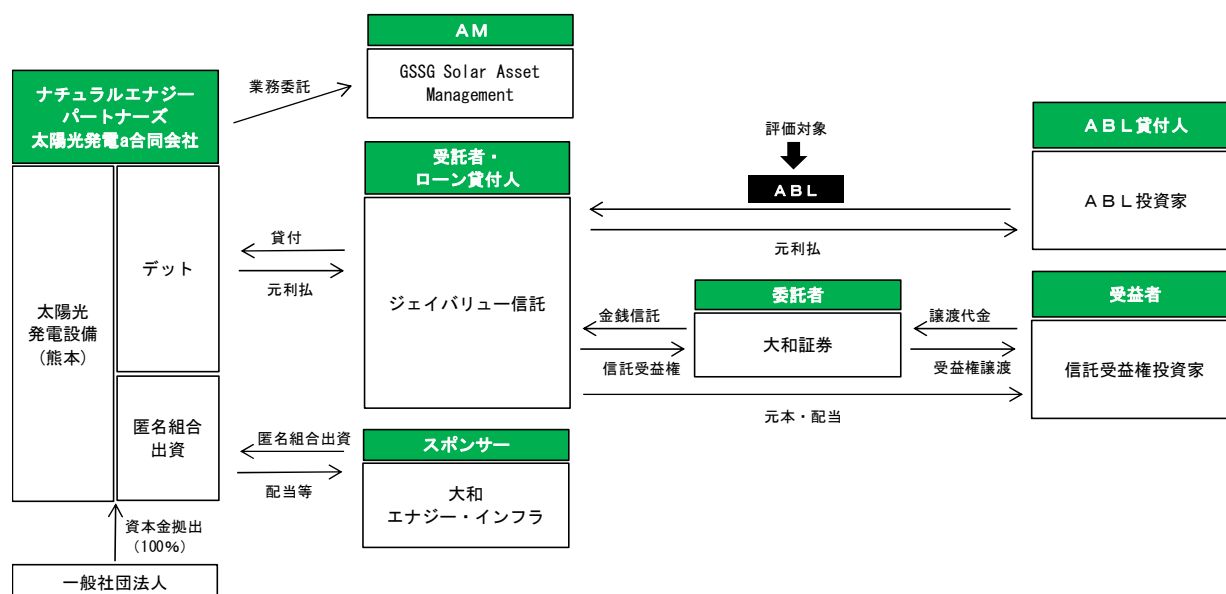 ＡＭ
GSSG Solar Asset
Management
業務委託
ナチュラルエナジー
パートナーズ
太陽光発電a合同会社
太陽光
発電設備
(熊本)
デット
匿名組合
出資
貸付
元利払
受託者・
ローン貸付人
ジェイバリュー信託
評価対象
ＡＢＬ
元利払
ＡＢＬ貸付人
ＡＢＬ投資家
金銭信託
信託受益権
委託者
大和証券
譲渡代金
受益権譲渡
受益者
信託受益権投資家
元本・配当
匿名組合出資
配当等
スポンサー
大和
エナジー・インフラ
資本金拠出
(100%)
一般社団法人